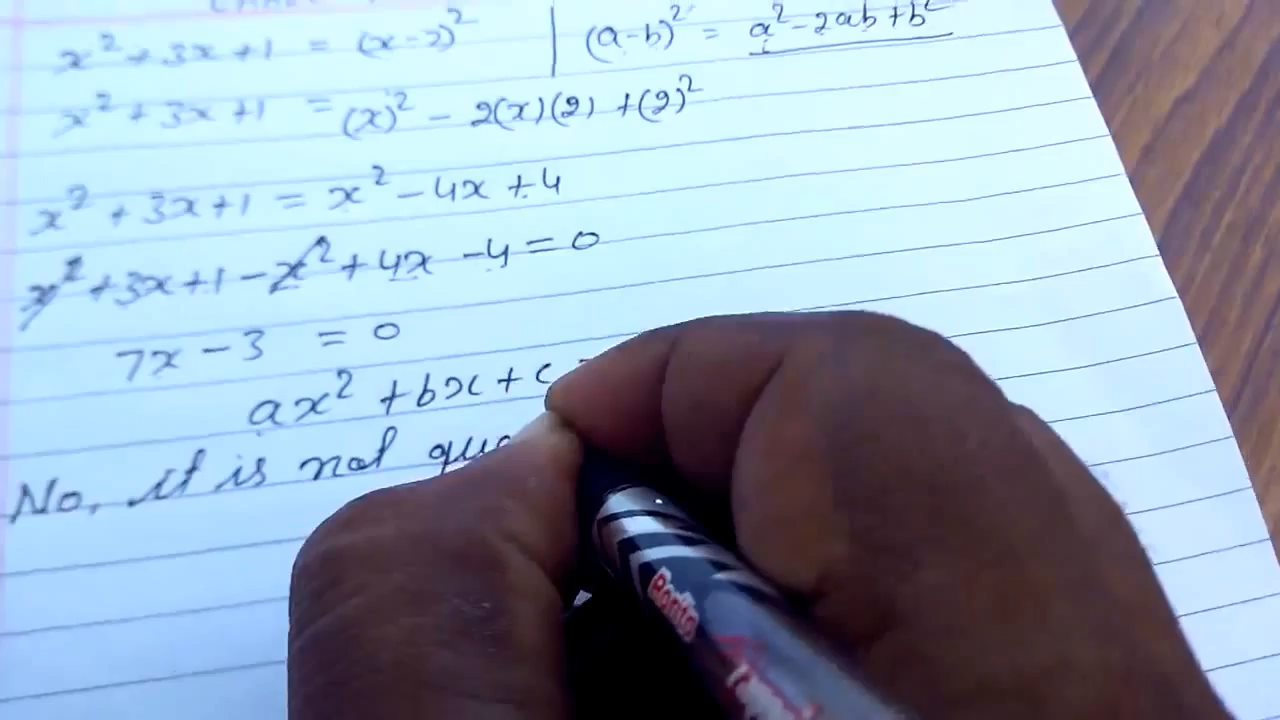 x² + 3x + 1 = (x - 2)² | (a-b)² = a² - 2ab + b²
x² + 3x + 1 = (x)² - 2(x)(2) + (2)²
x² + 3x + 1 = x² - 4x + 4
x² + 3x + 1 - x² + 4x - 4 = 0
7x - 3 = 0
ax² + bx + c
No, it is not